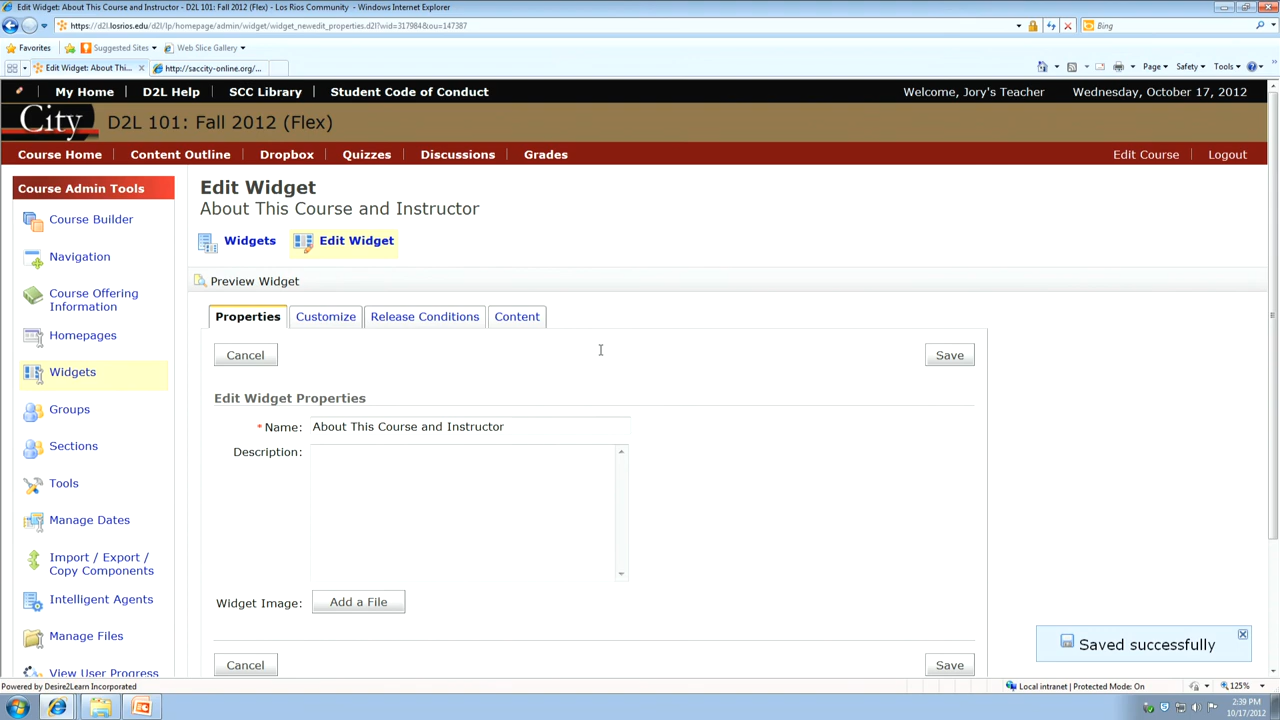 Edit Widget: About This Course and Instructor - D2L 101: Fall 2012 (Flex) - Los Rios Community - Windows Internet Explorer
https://d2l.losrios.edu/d2l/lp/homepage/admin/widget/widget_newedit_properties.d2l?wid=317984&ou=147387
Bing
Favorites Suggested Sites Web Slice Gallery
Edit Widget: About Thi... http://saccity-online.org/... Page Safety Tools
My Home D2L Help SCC Library Student Code of Conduct Welcome, Jory's Teacher Wednesday, October 17, 2012
City D2L 101: Fall 2012 (Flex)
Course Home Content Outline Dropbox Quizzes Discussions Grades Edit Course Logout
Course Admin Tools
Course Builder
Navigation
Course Offering
Information
Homepages
Widgets
Groups
Sections
Tools
Manage Dates
Import / Export /
Copy Components
Intelligent Agents
Manage Files
View User Progress
Edit Widget
About This Course and Instructor
Widgets Edit Widget
Preview Widget
Properties Customize Release Conditions Content
Cancel Save
Edit Widget Properties
* Name: About This Course and Instructor
Description:
Widget Image: Add a File
Cancel Save
Saved successfully
Powered by Desire2Learn Incorporated Local intranet | Protected Mode: On 125%
2:39 PM
10/17/2012